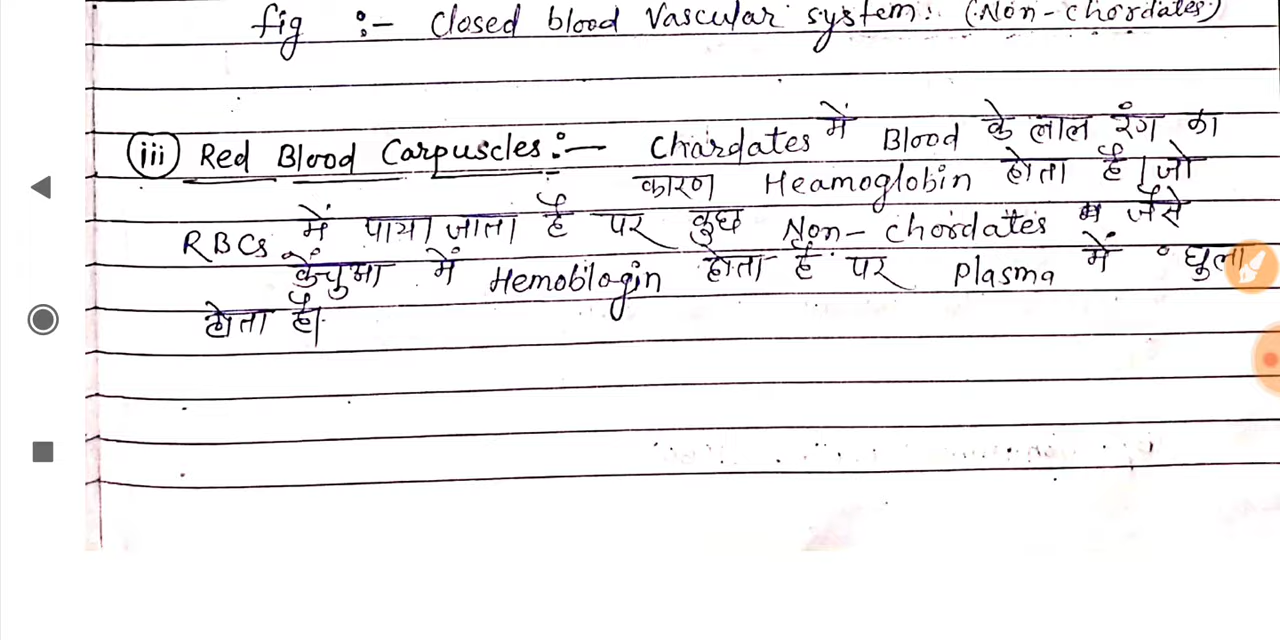 fig :- Closed blood Vascular system: (Non-chordates)
(iii) Red Blood Carpuscles :- Chardates में Blood के लाल रंग का
कारण Heamoglobin होता है। जो
RBCs में पाया जाता है पर कुछ Non-chordates जैसे
केंचुआ में Hemoblogin होता है पर Plasma में घुला
होता है।